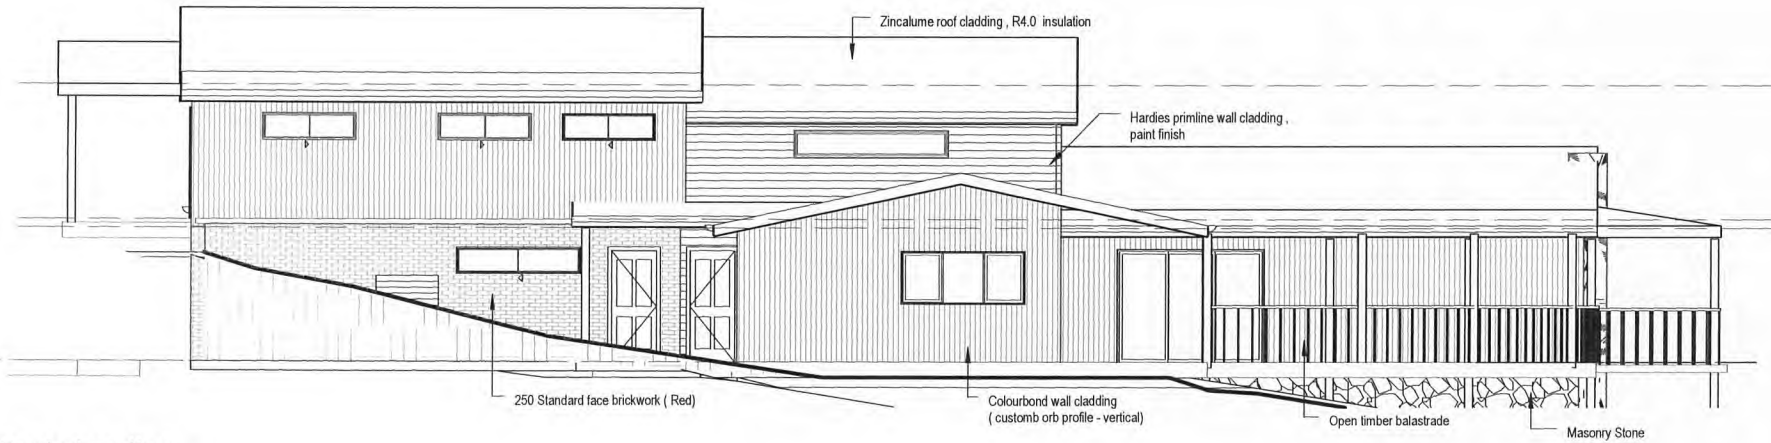 Zincalume roof cladding , R4.0 insulation
Hardies primline wall cladding ,
paint finish
250 Standard face brickwork ( Red)
Colourbond wall cladding
( customb orb profile - vertical)
Open timber balastrade
Masonry Stone